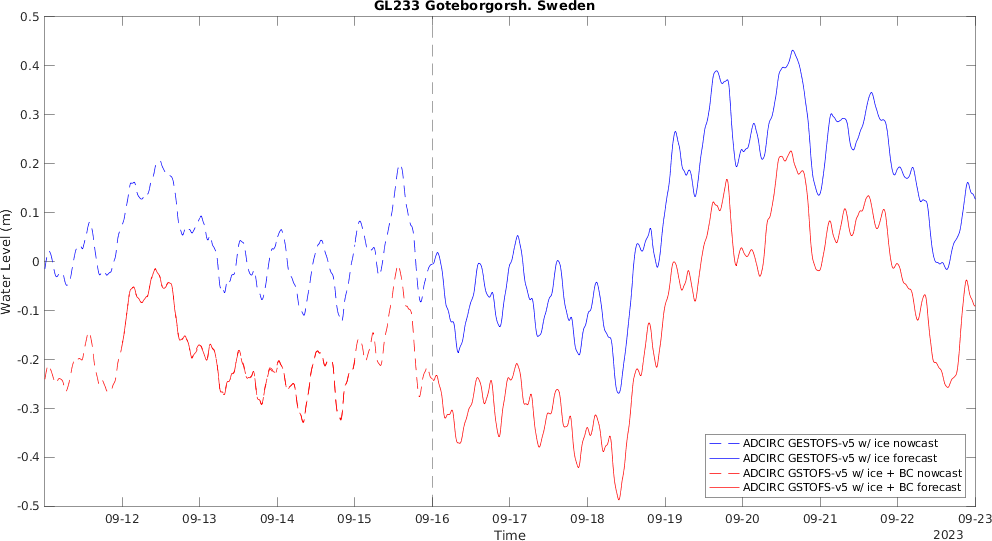 GL233 Goteborgorsh. Sweden
Water Level (m)
0.5
0.4
0.3
0.2
0.1
0
-0.1
-0.2
-0.3
-0.4
-0.5
ADCIRC GESTOFS-v5 w/ ice nowcast
ADCIRC GESTOFS-v5 w/ ice forecast
ADCIRC GSTOFS-v5 w/ ice + BC nowcast
ADCIRC GSTOFS-v5 w/ ice + BC forecast
09-12 09-13 09-14 09-15 09-16 09-17 09-18 09-19 09-20 09-21 09-22 09-23
Time
2023